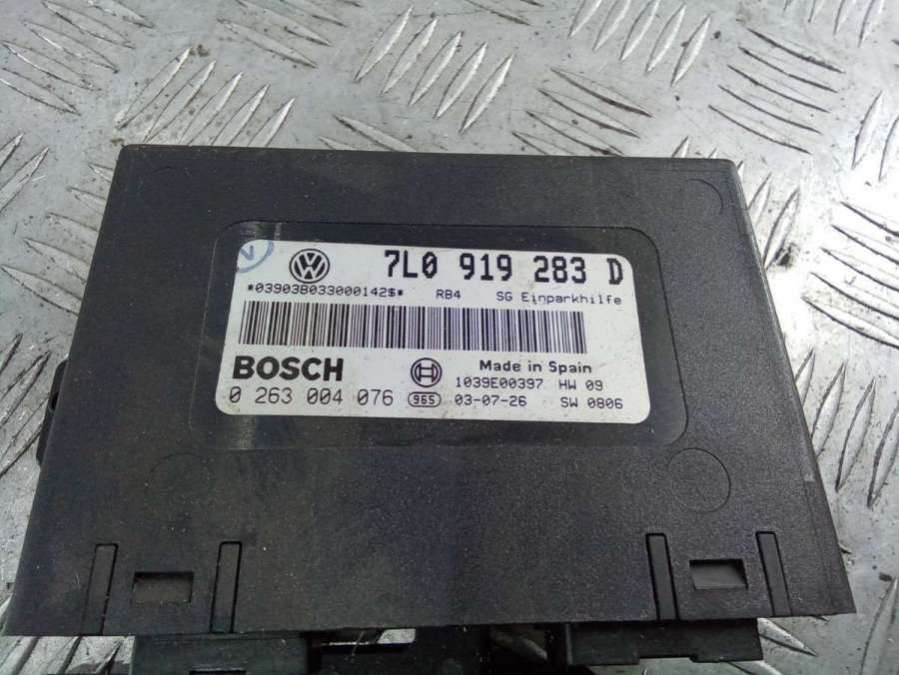 7L0 919 283 D
*03903B033000142$* RB4 SG Einparkhilfe
BOSCH
Made in Spain
1039E00397 HW 09
0 263 004 076 965 03-07-26 SW 0806